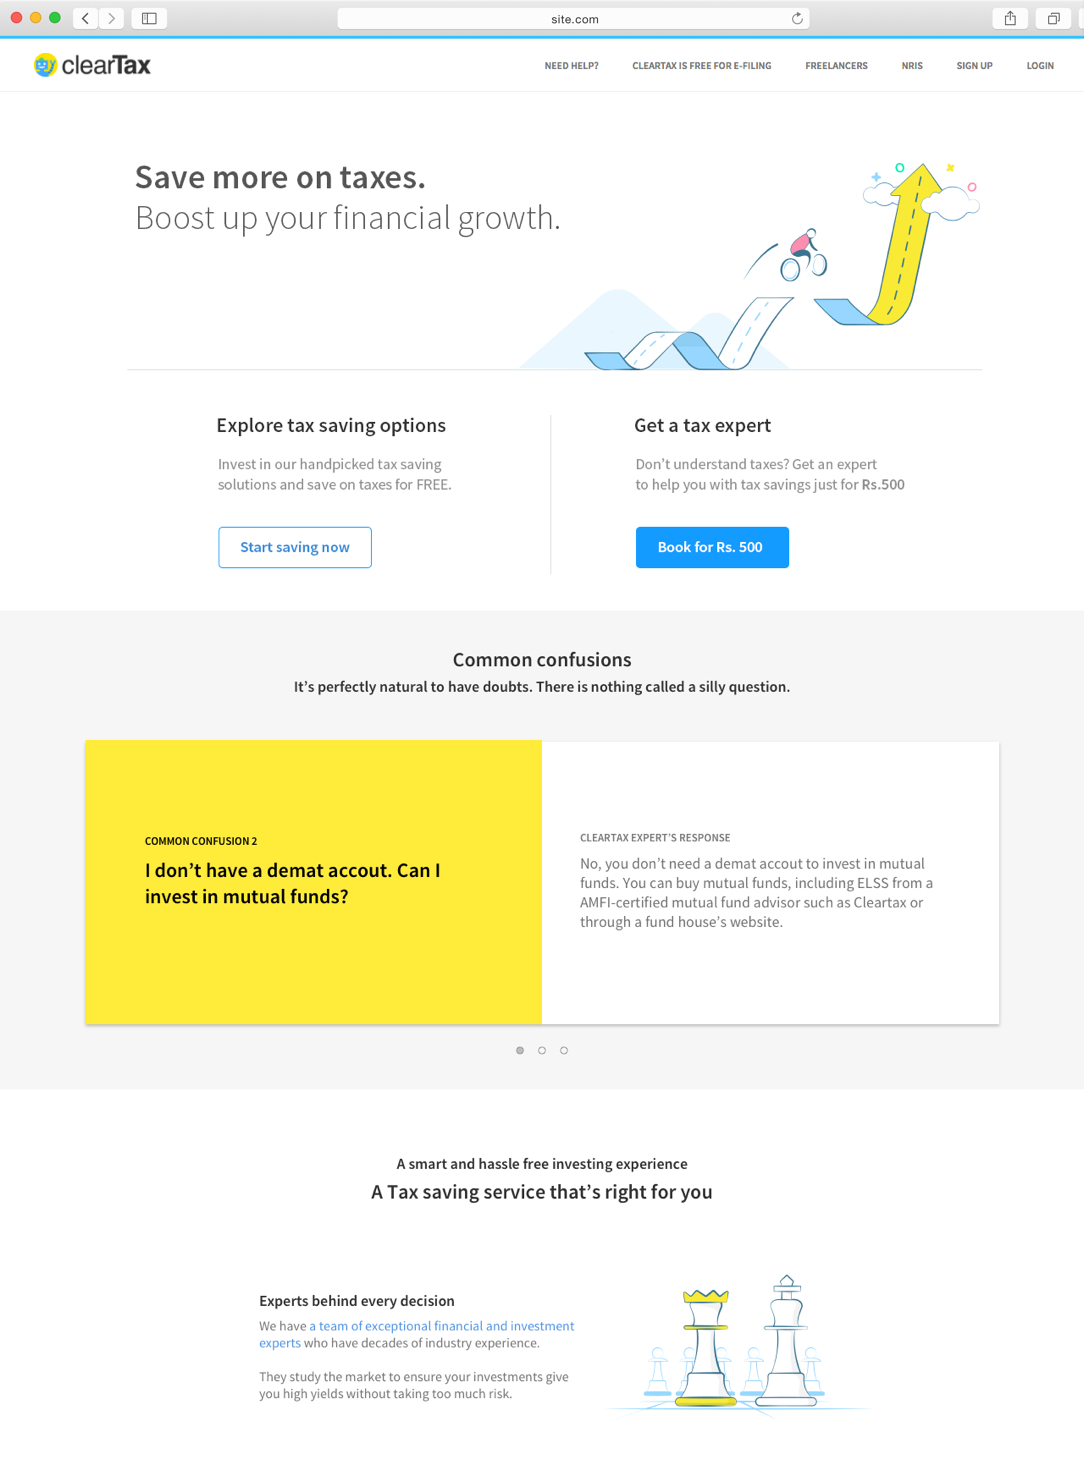 site.com
clearTax
NEED HELP?
CLEARTAX IS FREE FOR E-FILING
FREELANCERS
NRIS
SIGN UP
LOGIN
Save more on taxes.
Boost up your financial growth.
Explore tax saving options
Invest in our handpicked tax saving
solutions and save on taxes for FREE.
Start saving now
Get a tax expert
Don't understand taxes? Get an expert
to help you with tax savings just for Rs.500
Book for Rs. 500
Common confusions
It's perfectly natural to have doubts. There is nothing called a silly question.
COMMON CONFUSION 2
I don't have a demat accout. Can I
invest in mutual funds?
CLEARTAX EXPERT'S RESPONSE
No, you don't need a demat accout to invest in mutual
funds. You can buy mutual funds, including ELSS from a
AMFI-certified mutual fund advisor such as Cleartax or
through a fund house's website.
A smart and hassle free investing experience
A Tax saving service that's right for you
Experts behind every decision
We have a team of exceptional financial and investment
experts who have decades of industry experience.
They study the market to ensure your investments give
you high yields without taking too much risk.